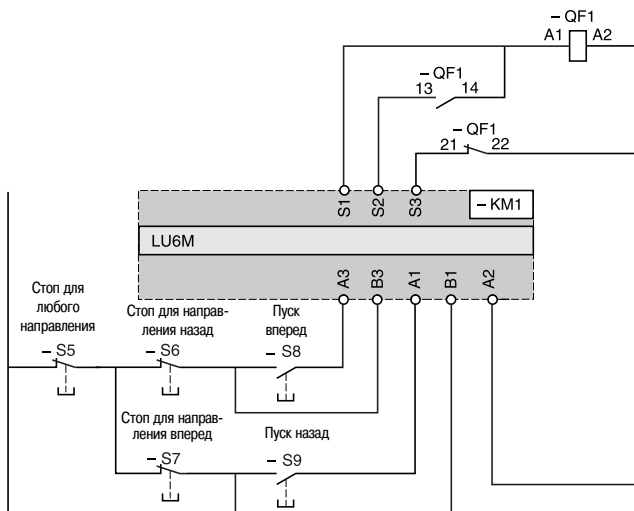 – QF1
A1 A2
– QF1
13 14
– QF1
21 22
S1
S2
S3
– KM1
LU6M
A3
B3
A1
B1
A2
Стоп для
любого
направления
Стоп для направ-
ления назад
Пуск
вперед
– S5
– S6
– S8
Стоп для направ-
ления вперед
Пуск назад
– S7
– S9